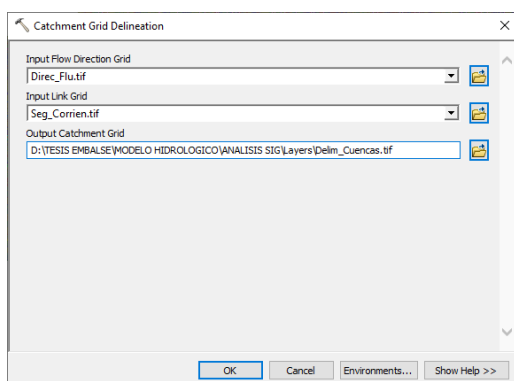 Catchment Grid Delineation
Input Flow Direction Grid
Direc_Flu.tif
Input Link Grid
Seg_Corrien.tif
Output Catchment Grid
D:\TESIS EMBALSE\MODELO HIDROLOGICO\ANALISIS SIG\Layers\Delim_Cuencas.tif
OK Cancel Environments... Show Help >>